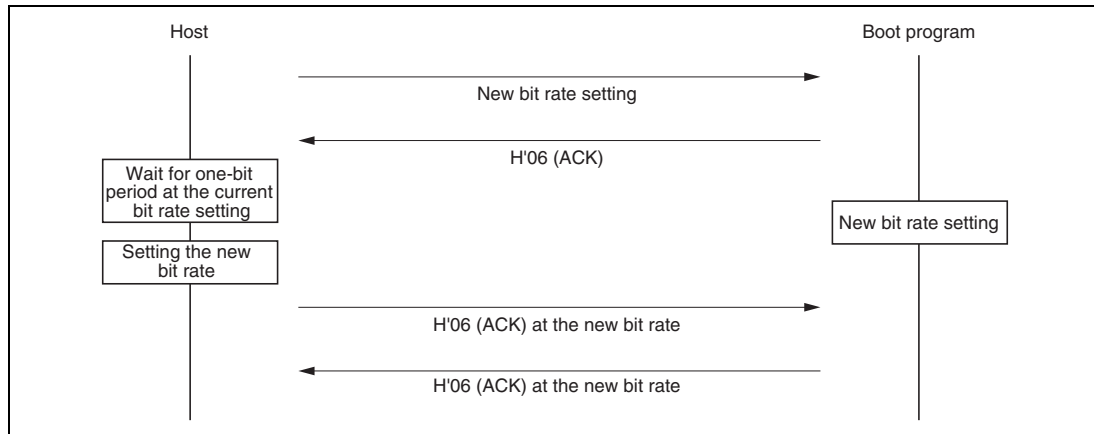 Host
Boot program
New bit rate setting
H'06 (ACK)
Wait for one-bit
period at the current
bit rate setting
New bit rate setting
Setting the new
bit rate
H'06 (ACK) at the new bit rate
H'06 (ACK) at the new bit rate